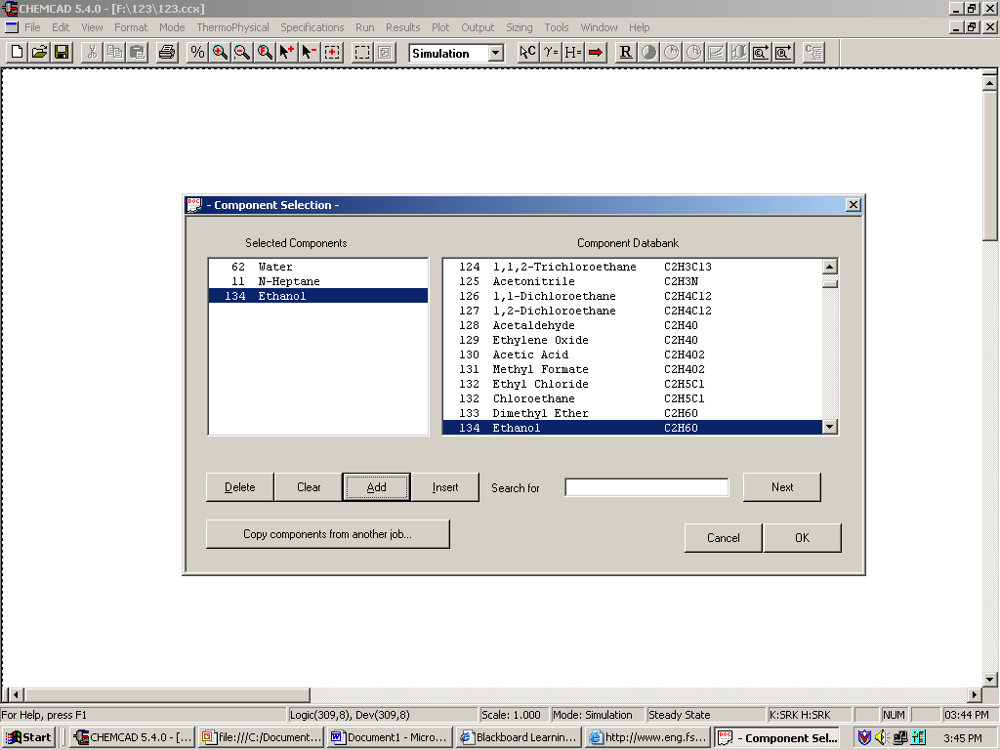 CHEMCAD 5.4.0 - [F:\123\123.ccx]
File Edit View Format Mode ThermoPhysical Specifications Run Results Plot Output Sizing Tools Window Help
% Simulation C γ= H= R
- Component Selection -
Selected Components
Component Databank
62 Water
11 N-Heptane
134 Ethanol
124 1,1,2-Trichloroethane C2H3Cl3
125 Acetonitrile C2H3N
126 1,1-Dichloroethane C2H4Cl2
127 1,2-Dichloroethane C2H4Cl2
128 Acetaldehyde C2H4O
129 Ethylene Oxide C2H4O
130 Acetic Acid C2H4O2
131 Methyl Formate C2H4O2
132 Ethyl Chloride C2H5Cl
132 Chloroethane C2H5Cl
133 Dimethyl Ether C2H6O
134 Ethanol C2H6O
Delete Clear Add Insert Search for Next
Copy components from another job...
Cancel OK
For Help, press F1 Logic(309,8), Dev(309,8) Scale: 1.000 Mode: Simulation Steady State K:SRK H:SRK NUM 03:44 PM
Start CHEMCAD 5.4.0 - [... file:///C:/Document... Document1 - Micro... Blackboard Learnin... http://www.eng.fs... - Component Sel... 3:45 PM